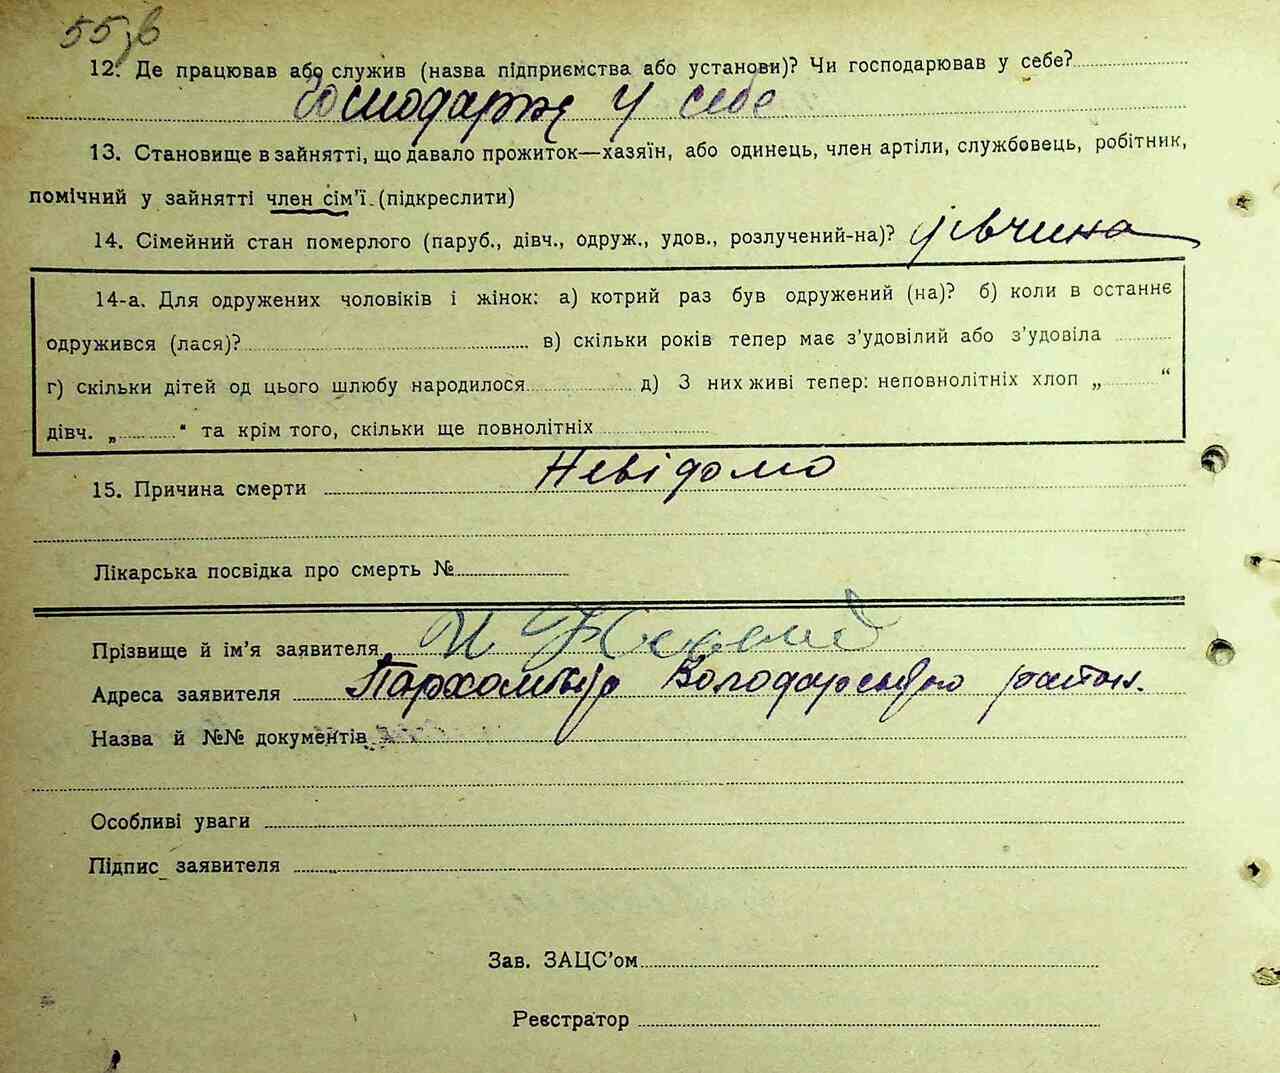 55зв
12. Де працював або служив (назва підприємства або установи)? Чи господарював у себе?
Господарює у себе
13. Становище в зайнятті, що давало прожиток—хазяїн, або одинець, член артіли, службовець, робітник,
помічний у зайнятті член сім'ї. (підкреслити)
14. Сімейний стан померлого (паруб., дівч., одруж., удов., розлучений-на)? дівчина
14-а. Для одружених чоловіків і жінок: а) котрий раз був одружений (на)? б) коли в останнє
одружився (лася)? в) скільки років тепер має з'удовілий або з'удовіла
г) скільки дітей од цього шлюбу народилося д) З них живі тепер: неповнолітніх хлоп „ “
дівч. „ “ та крім того, скільки ще повнолітніх
15. Причина смерти Невідомо
Лікарська посвідка про смерть №
Прізвище й ім'я заявителя
Адреса заявителя Пархомівка Володарського район.
Назва й №№ документів
Особливі уваги
Підпис заявителя
Зав. ЗАЦС'ом
Реєстратор